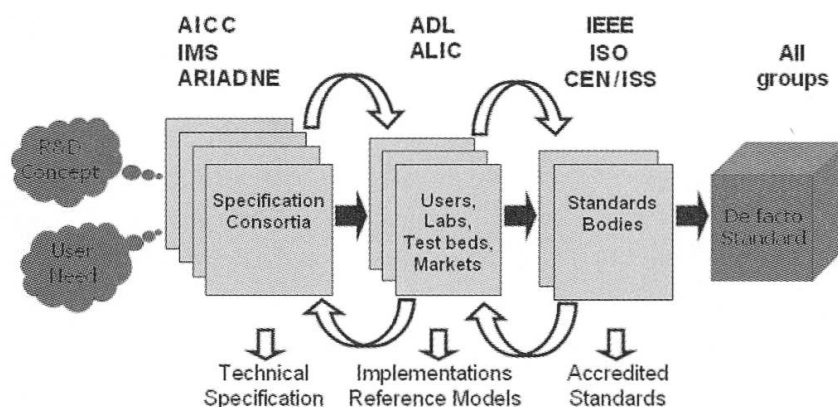 AICC
IMS
ARIADNE
ADL
ALIC
IEEE
ISO
CEN/ISS
All
groups
R&D
Concept
User
Need
Specification
Consortia
Users,
Labs,
Test beds,
Markets
Standards
Bodies
De facto
Standard
Technical
Specification
Implementations
Reference Models
Accredited
Standards